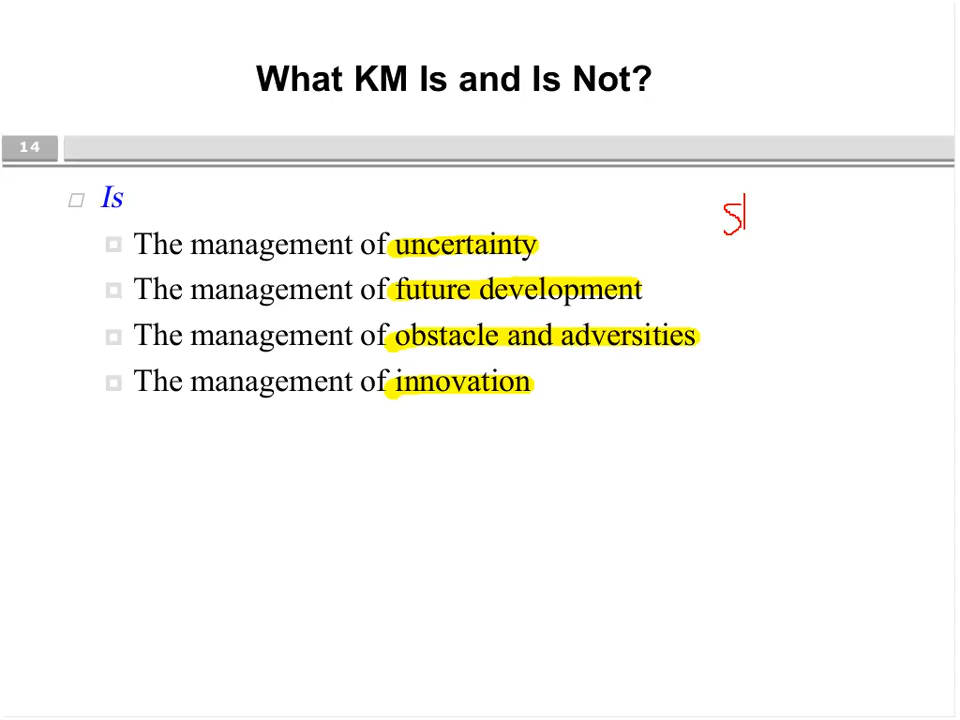 What KM Is and Is Not?
14
Is
The management of uncertainty
The management of future development
The management of obstacle and adversities
The management of innovation